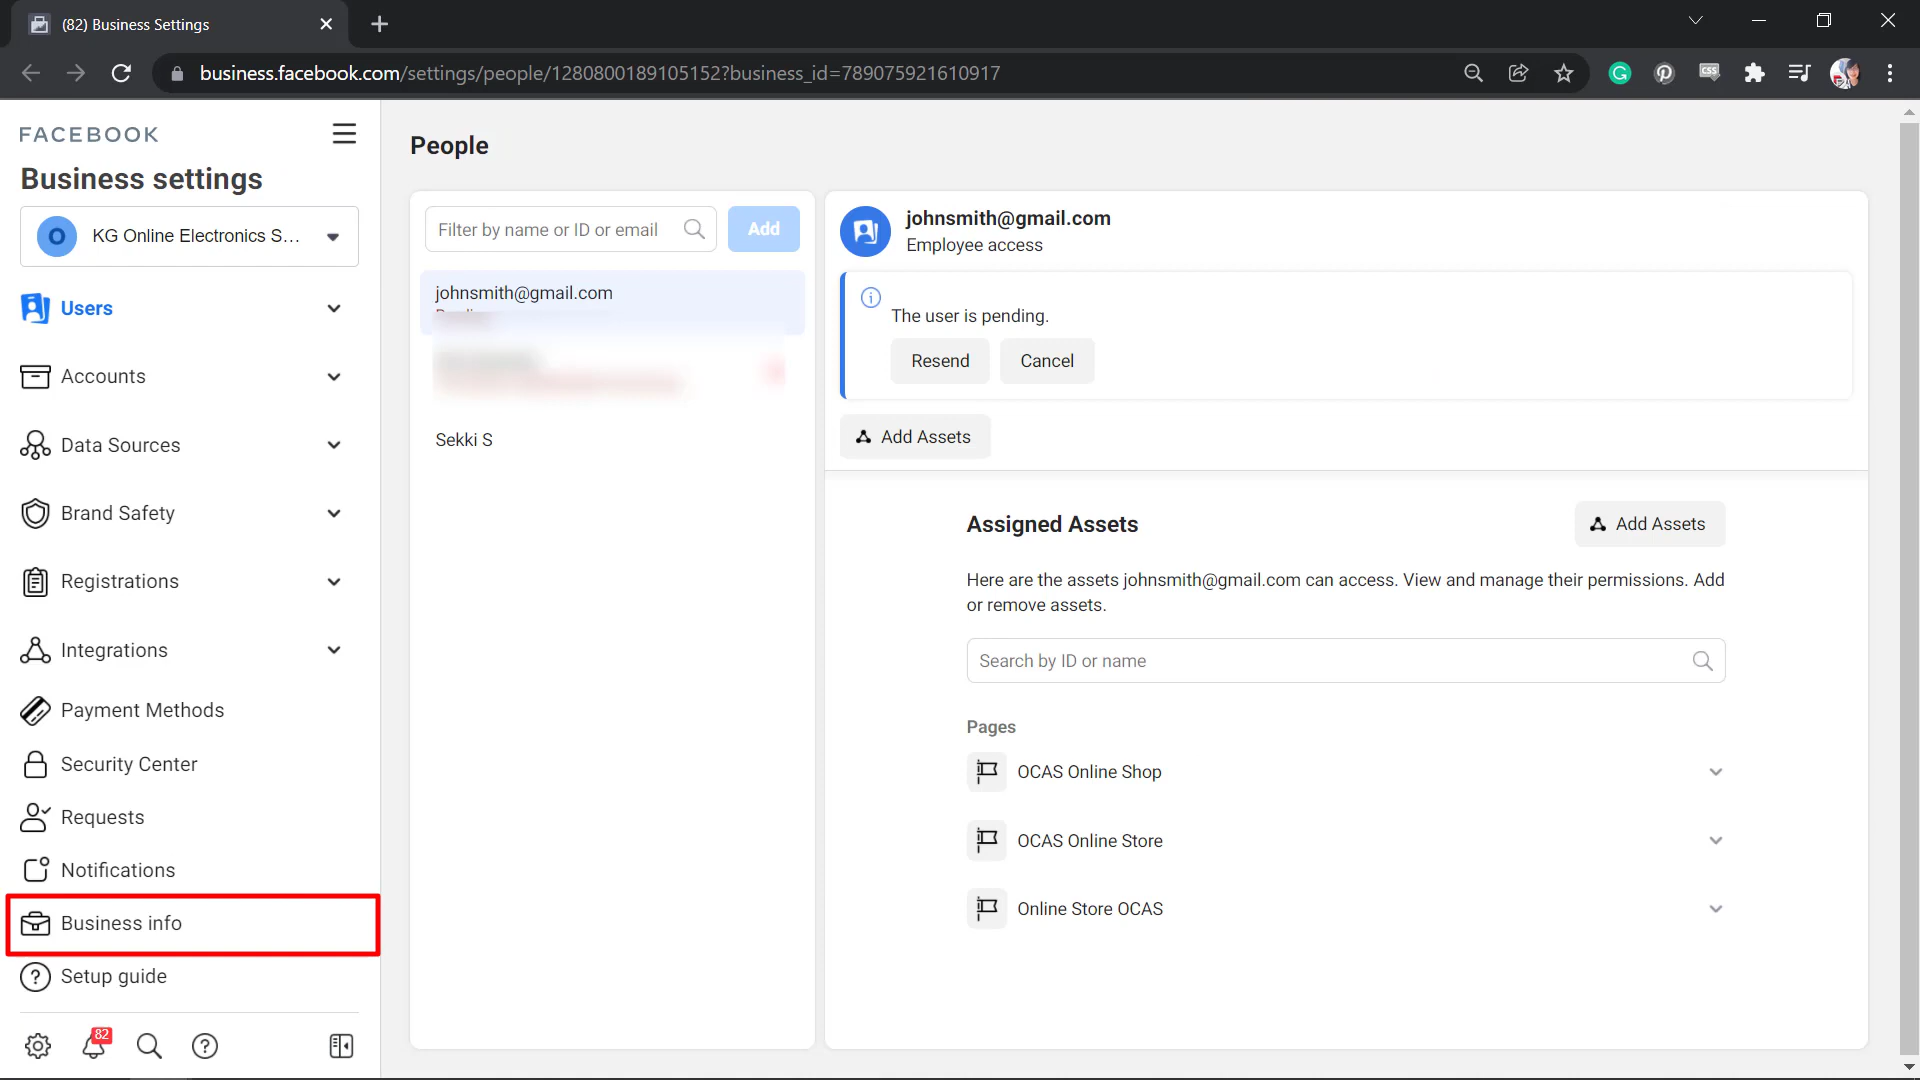 (82) Business Settings
business.facebook.com/settings/people/1280800189105152?business_id=789075921610917
CSS
FACEBOOK
Business settings
O
KG Online Electronics S...
Users
Accounts
Data Sources
Brand Safety
Registrations
Integrations
Payment Methods
Security Center
Requests
Notifications
Business info
Setup guide
82
People
Filter by name or ID or email
Add
johnsmith@gmail.com
Sekki S
johnsmith@gmail.com
Employee access
The user is pending.
Resend
Cancel
Add Assets
Assigned Assets
Add Assets
Here are the assets johnsmith@gmail.com can access. View and manage their permissions. Add
or remove assets.
Search by ID or name
Pages
OCAS Online Shop
OCAS Online Store
Online Store OCAS